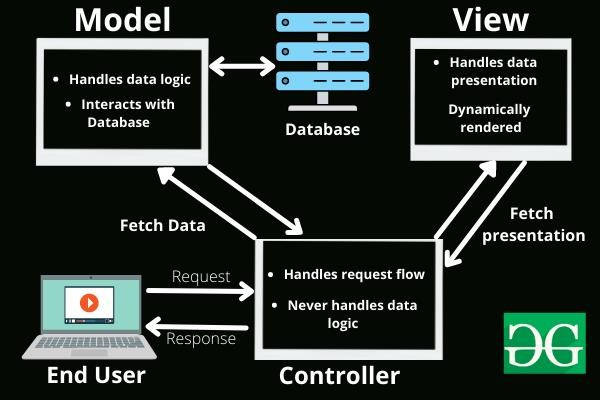 Model
View
Handles data logic
Interacts with
Database
Database
Handles data
presentation
Dynamically
rendered
Fetch Data
Fetch
presentation
Request
Response
Handles request flow
Never handles data
logic
End User
Controller